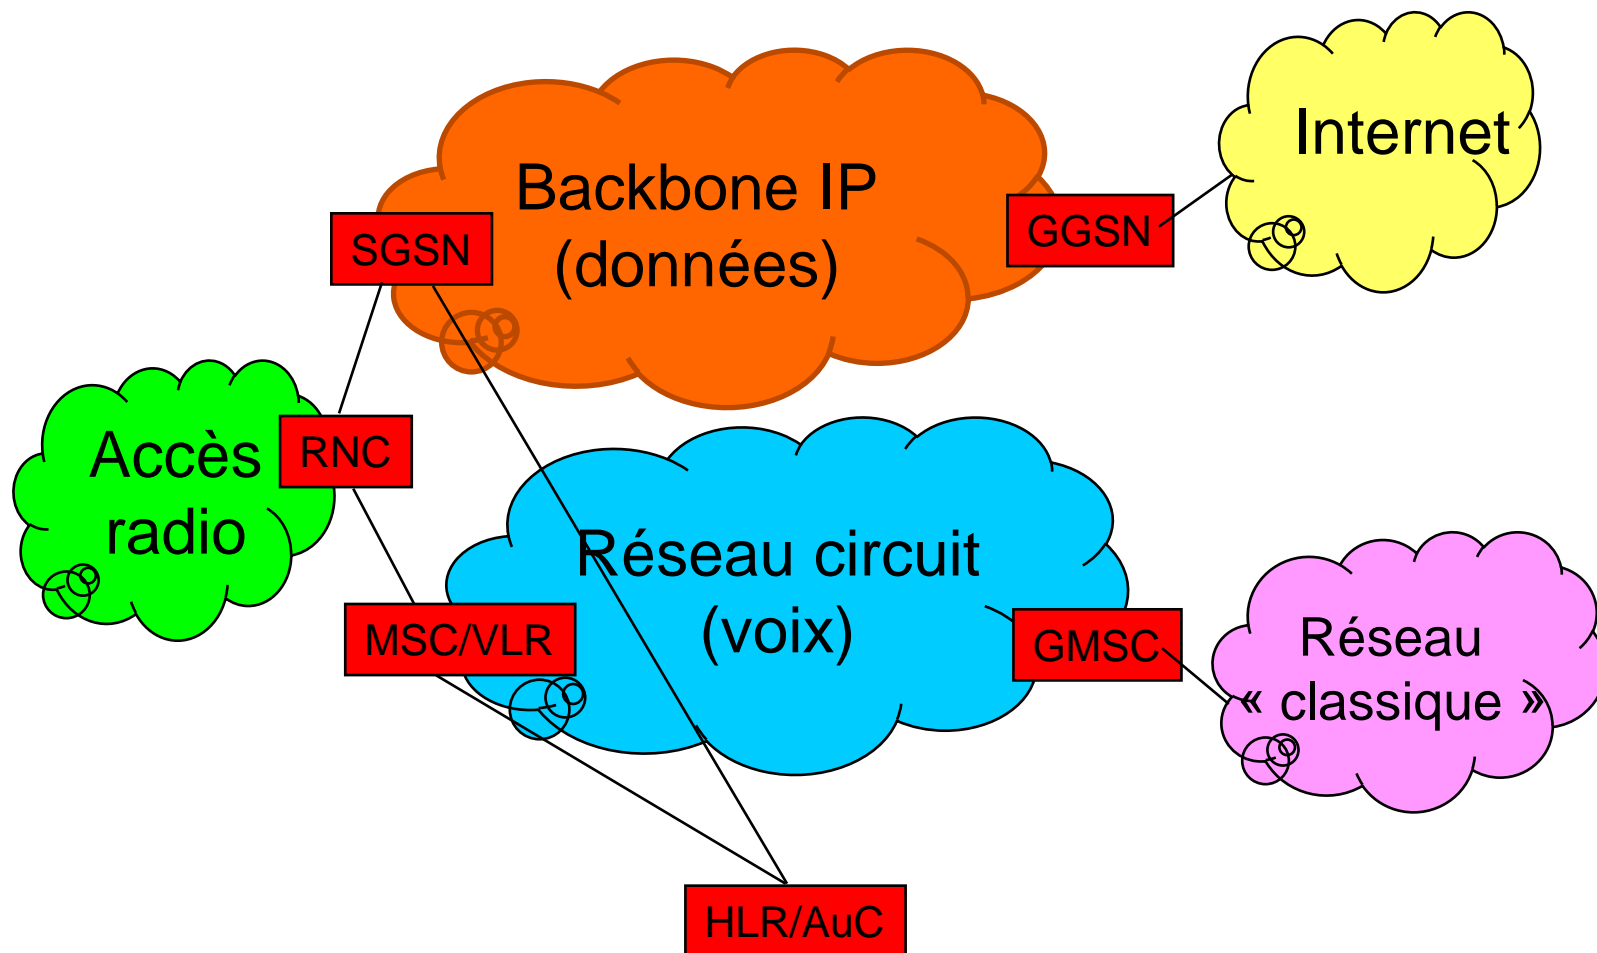 Internet
Backbone IP
(données)
SGSN
GGSN
Accès
radio
RNC
Réseau circuit
(voix)
MSC/VLR
GMSC
Réseau
« classique »
HLR/AuC